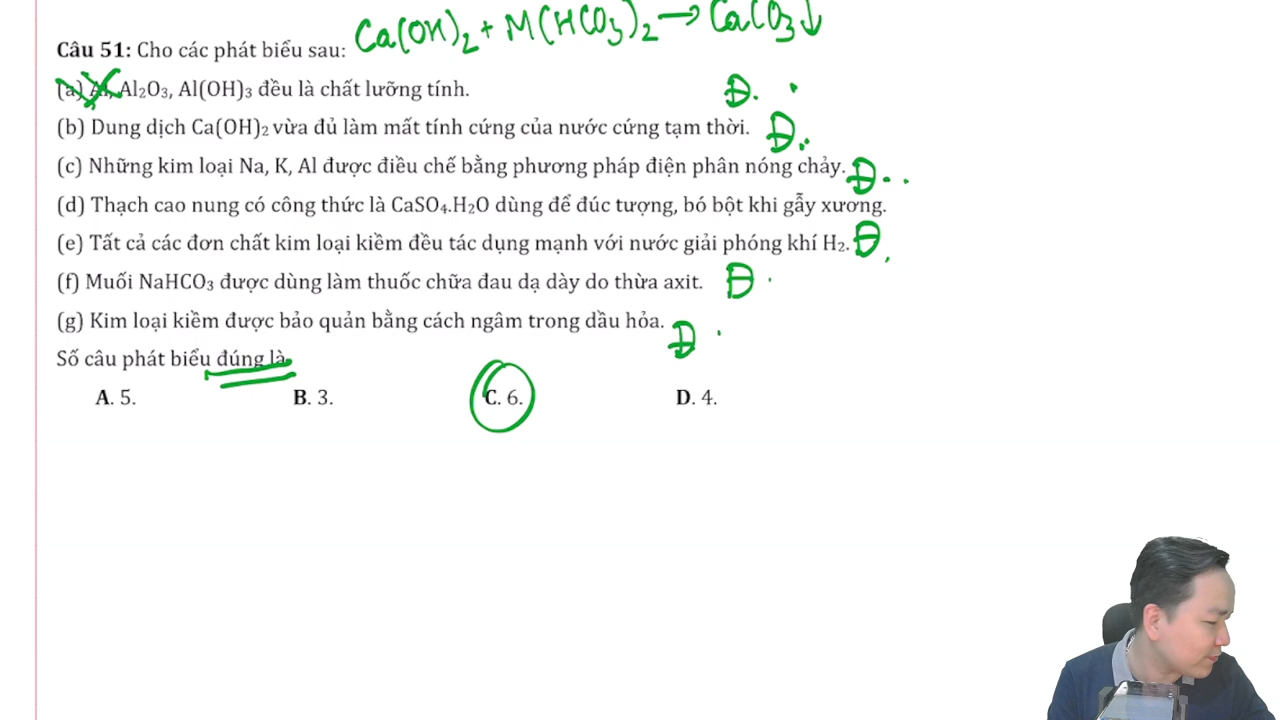 Ca(OH)₂ + M(HCO₃)₂ → CaCO₃↓
Câu 51: Cho các phát biểu sau:
(a) Al, Al₂O₃, Al(OH)₃ đều là chất lưỡng tính. Đ.
(b) Dung dịch Ca(OH)₂ vừa đủ làm mất tính cứng của nước cứng tạm thời. Đ.
(c) Những kim loại Na, K, Al được điều chế bằng phương pháp điện phân nóng chảy. Đ
(d) Thạch cao nung có công thức là CaSO₄.H₂O dùng để đúc tượng, bó bột khi gẫy xương.
(e) Tất cả các đơn chất kim loại kiềm đều tác dụng mạnh với nước giải phóng khí H₂. Đ
(f) Muối NaHCO₃ được dùng làm thuốc chữa đau dạ dày do thừa axit. Đ
(g) Kim loại kiềm được bảo quản bằng cách ngâm trong dầu hỏa. Đ
Số câu phát biểu đúng là
A. 5. B. 3. C. 6. D. 4.